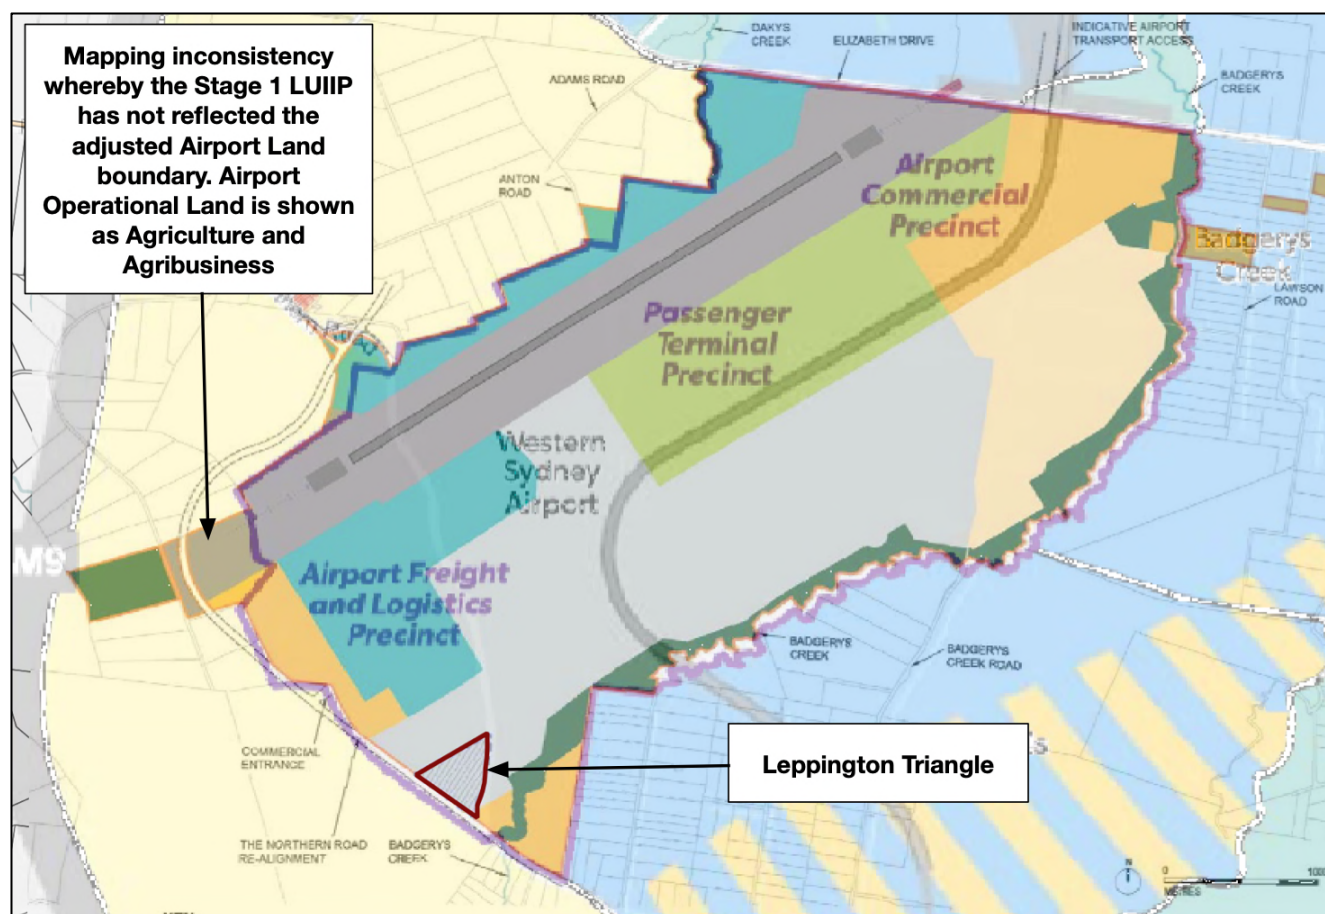 Mapping inconsistency
whereby the Stage 1 LUIIP
has not reflected the
adjusted Airport Land
boundary. Airport
Operational Land is shown
as Agriculture and
Agribusiness
OAKYS
CREEK
ELIZABETH DRIVE
INDICATIVE AIRPORT
TRANSPORT ACCESS
ADAMS ROAD
BADGERYS
CREEK
ANTON
ROAD
Airport
Commercial
Precinct
Badgerys
Creek
LAWSON
ROAD
Passenger
Terminal
Precinct
Western
Sydney
Airport
M9
Airport Freight
and Logistics
Precinct
BADGERYS
CREEK
BADGERYS
CREEK ROAD
COMMERCIAL
ENTRANCE
Leppington Triangle
THE NORTHERN ROAD
RE-ALIGNMENT
BADGERYS
CREEK
N
0
1000
METRES
KEY